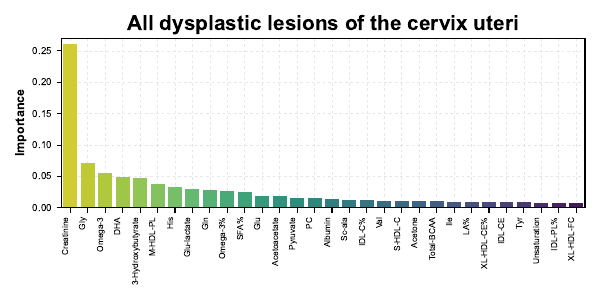 All dysplastic lesions of the cervix uteri
Importance
0.25
0.20
0.15
0.10
0.05
0.00
Creatinine
Gly
Omega-3
DHA
3-Hydroxybutyrate
M-HDL-PL
His
Glu-lactate
Gln
Omega-3%
SFA%
Glu
Acetoacetate
Pyruvate
PC
Albumin
Sc-ala
IDL-C%
Val
S-HDL-C
Acetone
Total-BCAA
Ile
LA%
XL-HDL-CE%
IDL-CE
Tyr
Unsaturation
IDL-PL%
XL-HDL-FC